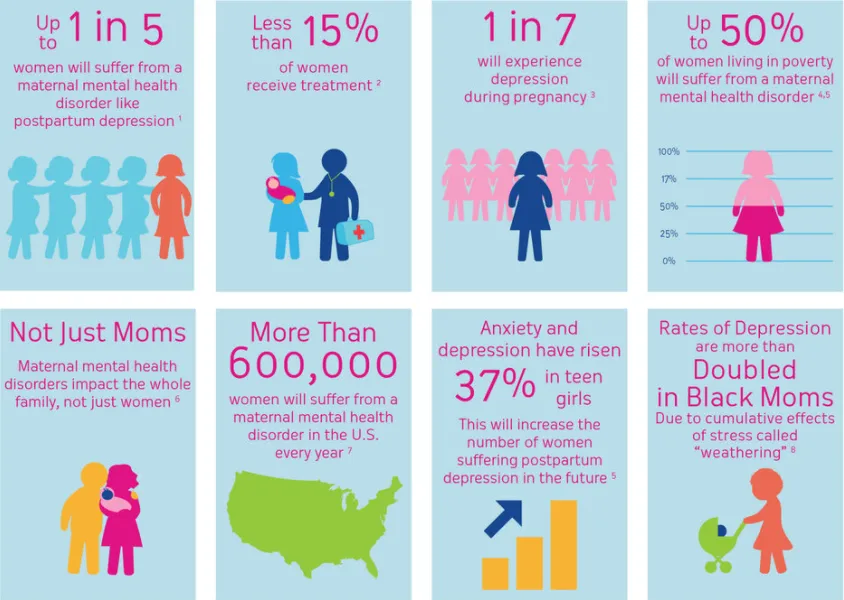 Up to 1 in 5
women will suffer from a
maternal mental health
disorder like
postpartum depression 1
Less than 15%
of women
receive treatment 2
1 in 7
will experience
depression
during pregnancy 3
Up to 50%
of women living in poverty
will suffer from a maternal
mental health disorder 4,5
100%
17%
50%
25%
0%
Not Just Moms
Maternal mental health
disorders impact the whole
family, not just women 6
More Than
600,000
women will suffer from a
maternal mental health
disorder in the U.S.
every year 7
Anxiety and
depression have risen
37% in teen girls
This will increase the
number of women
suffering postpartum
depression in the future 5
Rates of Depression
are more than
Doubled
in Black Moms
Due to cumulative effects
of stress called
“weathering” 8